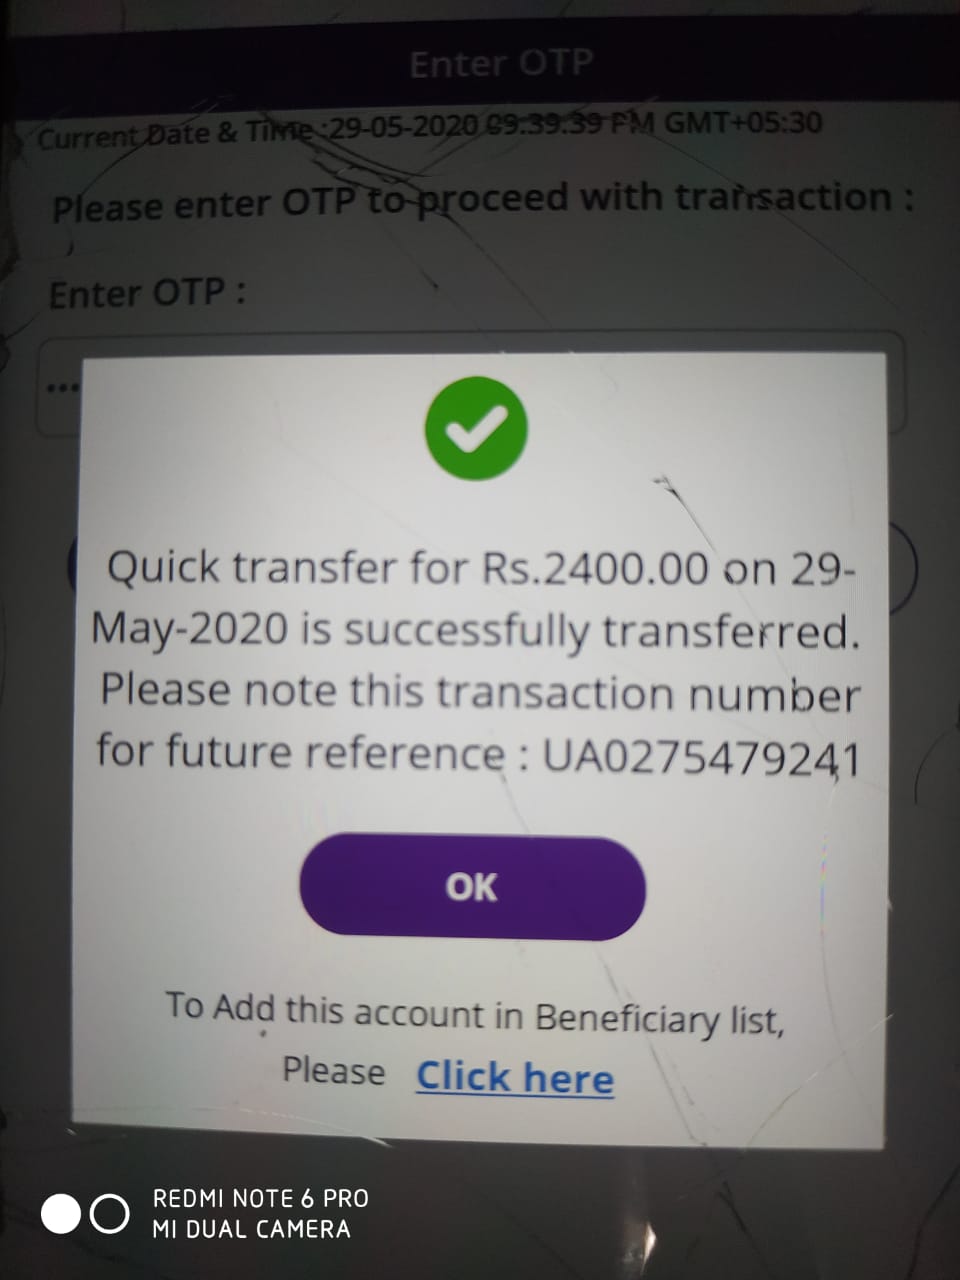 Enter OTP
Current Date & Time :29-05-2020 09:39:39 PM GMT+05:30
Please enter OTP to proceed with transaction :
Enter OTP :
•••
Quick transfer for Rs.2400.00 on 29-
May-2020 is successfully transferred.
Please note this transaction number
for future reference : UA0275479241
OK
To Add this account in Beneficiary list,
Please Click here
REDMI NOTE 6 PRO
MI DUAL CAMERA